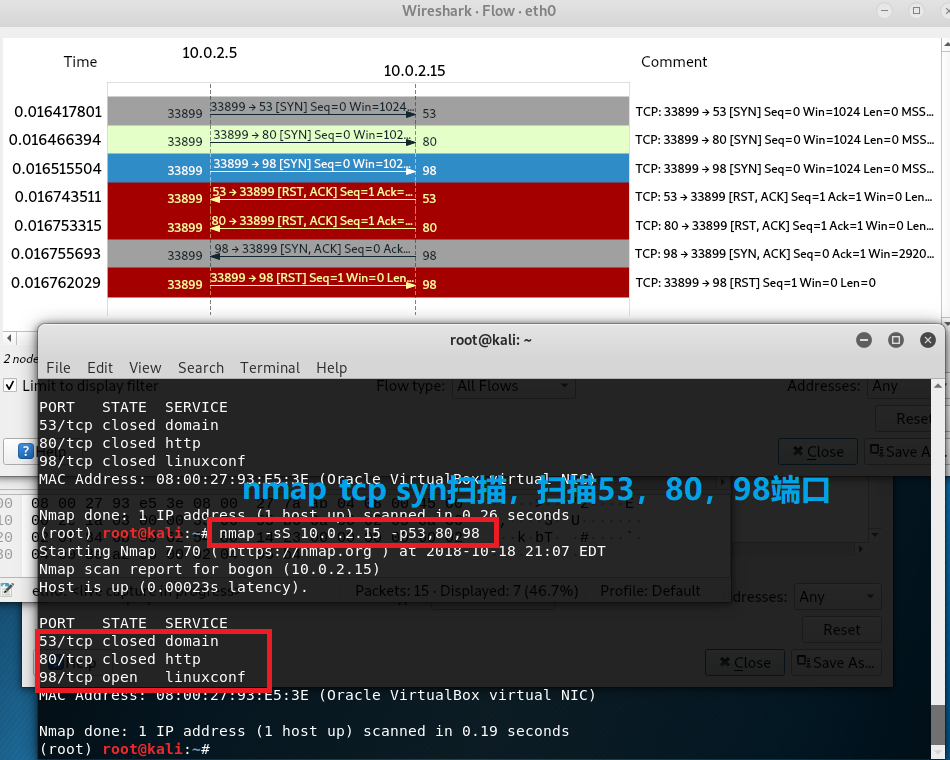 Wireshark · Flow · eth0
Time 10.0.2.5 10.0.2.15 Comment
0.016417801 33899 33899 → 53 [SYN] Seq=0 Win=1024... 53 TCP: 33899 → 53 [SYN] Seq=0 Win=1024 Len=0 MSS...
0.016466394 33899 33899 → 80 [SYN] Seq=0 Win=102... 80 TCP: 33899 → 80 [SYN] Seq=0 Win=1024 Len=0 MSS...
0.016515504 33899 33899 → 98 [SYN] Seq=0 Win=102... 98 TCP: 33899 → 98 [SYN] Seq=0 Win=1024 Len=0 MSS...
0.016743511 33899 53 → 33899 [RST, ACK] Seq=1 Ack=... 53 TCP: 53 → 33899 [RST, ACK] Seq=1 Ack=1 Win=0 Len...
0.016753315 33899 80 → 33899 [RST, ACK] Seq=1 Ack=... 80 TCP: 80 → 33899 [RST, ACK] Seq=1 Ack=1 Win=0 Len...
0.016755693 33899 98 → 33899 [SYN, ACK] Seq=0 Ack... 98 TCP: 98 → 33899 [SYN, ACK] Seq=0 Ack=1 Win=2920...
0.016762029 33899 33899 → 98 [RST] Seq=1 Win=0 Len... 98 TCP: 33899 → 98 [RST] Seq=1 Win=0 Len=0
root@kali: ~
2 node
File Edit View Search Terminal Help
Limit to display filter Flow type: All Flows Addresses: Any
Reset
Help Close Save A
PORT STATE SERVICE
53/tcp closed domain
80/tcp closed http
98/tcp closed linuxconf
MAC Address: 08:00:27:93:E5:3E (Oracle VirtualBox virtual NIC)
nmap tcp syn扫描，扫描53，80，98端口
Nmap done: 1 IP address (1 host up) scanned in 0.26 seconds
(root) root@kali:~# nmap -sS 10.0.2.15 -p53,80,98
Starting Nmap 7.70 ( https://nmap.org ) at 2018-10-18 21:07 EDT
Nmap scan report for bogon (10.0.2.15)
Host is up (0.00023s latency).
Packets: 15 · Displayed: 7 (46.7%) Profile: Default
dresses: Any
Reset
Close Save As...
PORT STATE SERVICE
53/tcp closed domain
80/tcp closed http
98/tcp open linuxconf
MAC Address: 08:00:27:93:E5:3E (Oracle VirtualBox virtual NIC)
Nmap done: 1 IP address (1 host up) scanned in 0.19 seconds
(root) root@kali:~#